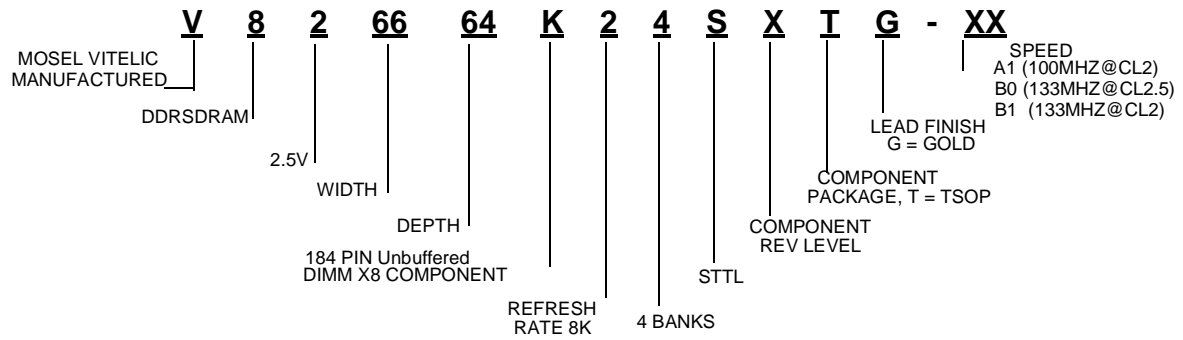 V 8 2 66 64 K 2 4 S X T G - XX
MOSEL VITELIC
MANUFACTURED
DDRSDRAM
2.5V
WIDTH
DEPTH
184 PIN Unbuffered
DIMM X8 COMPONENT
REFRESH
RATE 8K
4 BANKS
STTL
COMPONENT
REV LEVEL
COMPONENT
PACKAGE, T = TSOP
LEAD FINISH
G = GOLD
SPEED
A1 (100MHZ@CL2)
B0 (133MHZ@CL2.5)
B1 (133MHZ@CL2)